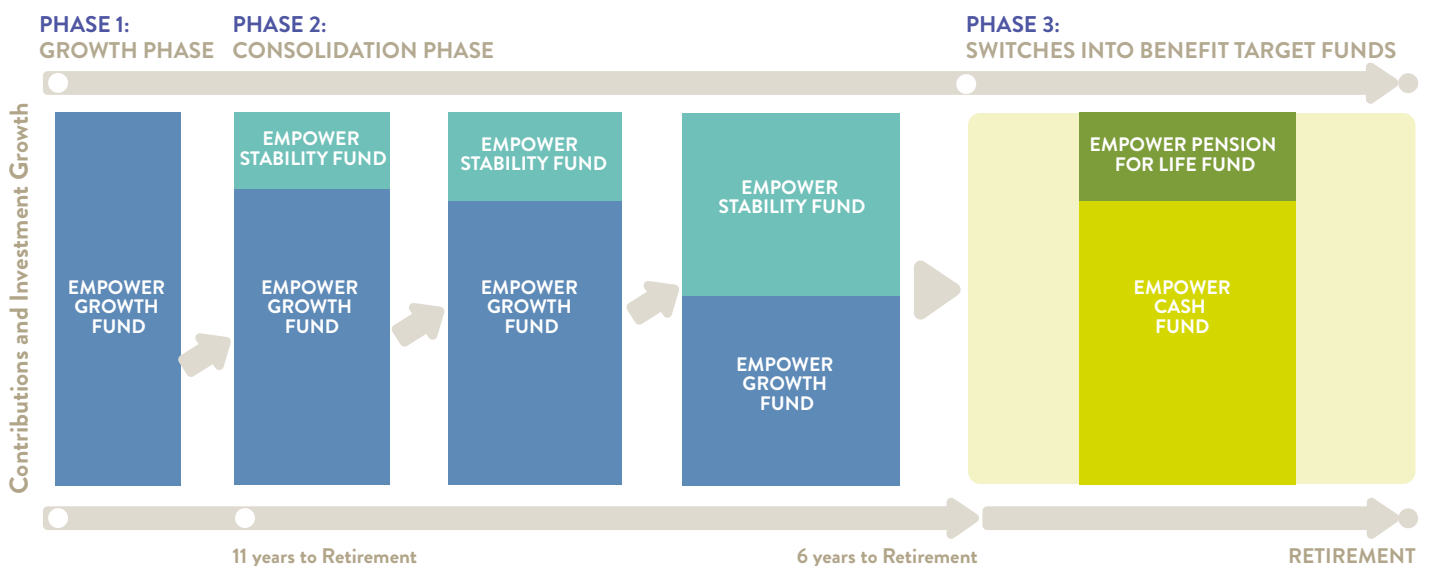 PHASE 1:
GROWTH PHASE
PHASE 2:
CONSOLIDATION PHASE
PHASE 3:
SWITCHES INTO BENEFIT TARGET FUNDS
Contributions and Investment Growth
EMPOWER
GROWTH
FUND
EMPOWER
STABILITY FUND
EMPOWER
GROWTH
FUND
EMPOWER
STABILITY FUND
EMPOWER
GROWTH
FUND
EMPOWER
STABILITY FUND
EMPOWER
GROWTH
FUND
EMPOWER PENSION
FOR LIFE FUND
EMPOWER
CASH
FUND
11 years to Retirement
6 years to Retirement
RETIREMENT